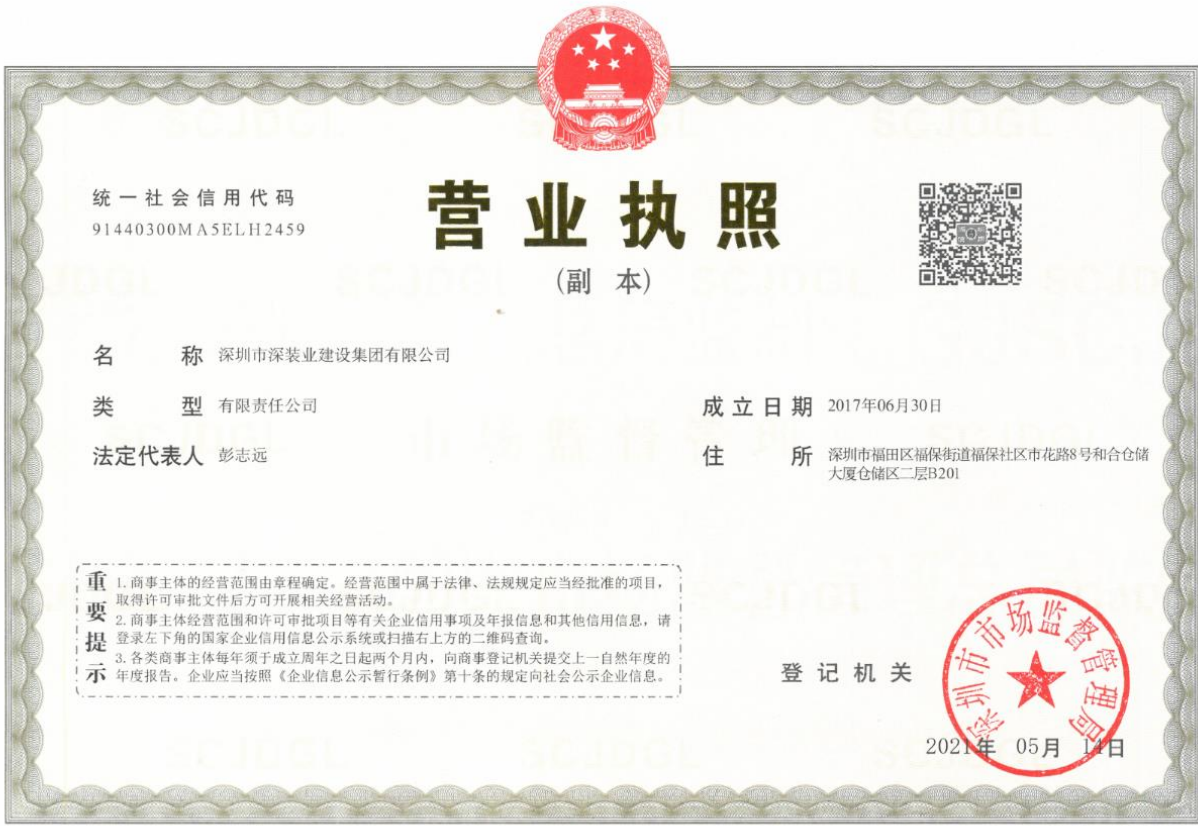 统一社会信用代码
91440300MA5ELH2459
营业执照
(副 本)
名 称 深圳市深装业建设集团有限公司
类 型 有限责任公司
法定代表人 彭志远
成立日期 2017年06月30日
住 所 深圳市福田区福保街道福保社区市花路8号和合仓储
大厦仓储区二层B201
重要提示
1. 商事主体的经营范围由章程确定。经营范围中属于法律、法规规定应当经批准的项目,
取得许可审批文件后方可开展相关经营活动。
2. 商事主体经营范围和许可审批项目等有关企业信用事项及年报信息和其他信用信息,请
登录左下角的国家企业信用信息公示系统或扫描右上方的二维码查询。
3. 各类商事主体每年须于成立周年之日起两个月内,向商事登记机关提交上一自然年度的
年度报告。企业应当按照《企业信息公示暂行条例》第十条的规定向社会公示企业信息。
登记机关
深圳市市场监督管理局
2021年 05月 14日
SCJDGL